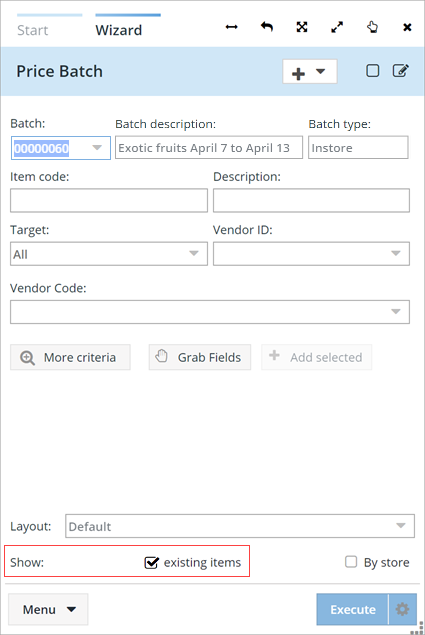 Start Wizard
Price Batch
Batch: Batch description: Batch type:
00000060 Exotic fruits April 7 to April 13 Instore
Item code: Description:
Target: Vendor ID:
All
Vendor Code:
More criteria Grab Fields Add selected
Layout: Default
Show: existing items By store
Menu Execute